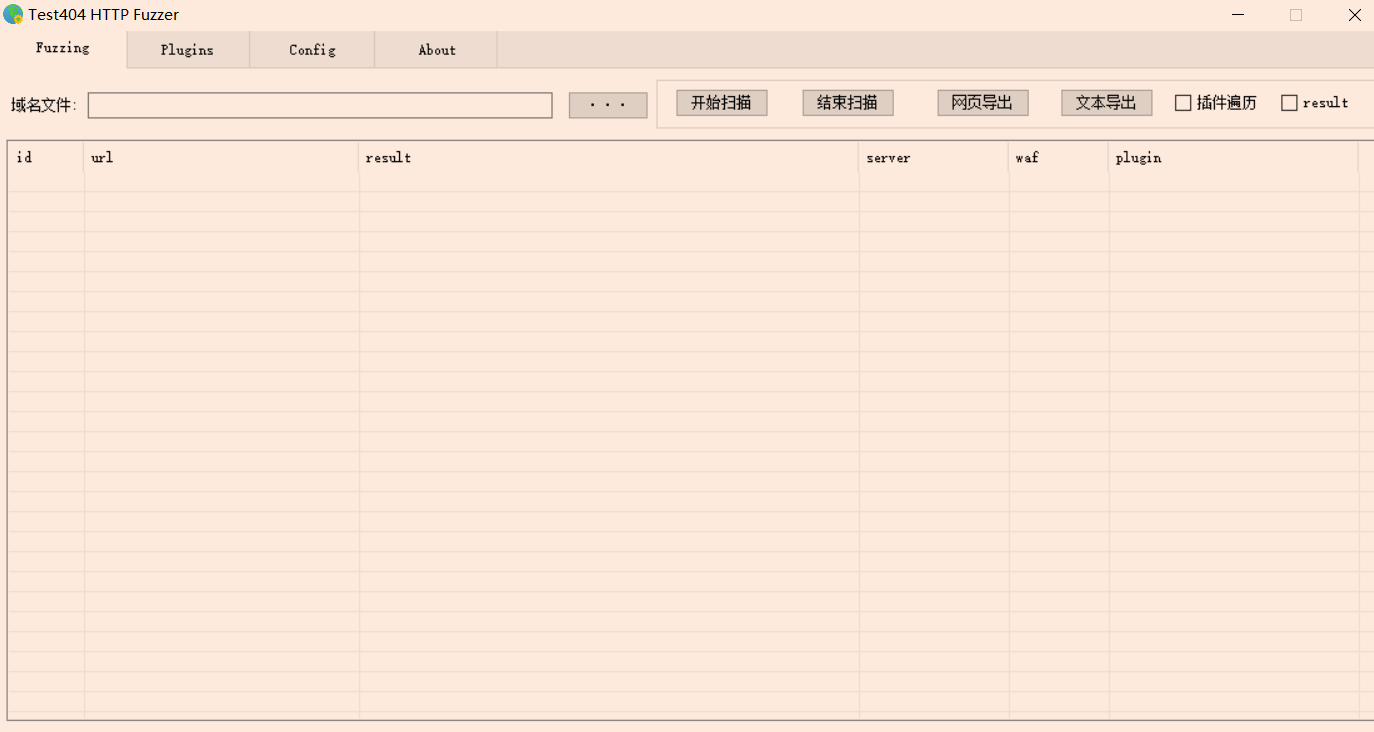 Test404 HTTP Fuzzer
Fuzzing Plugins Config About
域名文件: ··· 开始扫描 结束扫描 网页导出 文本导出 插件遍历 result
id url result server waf plugin